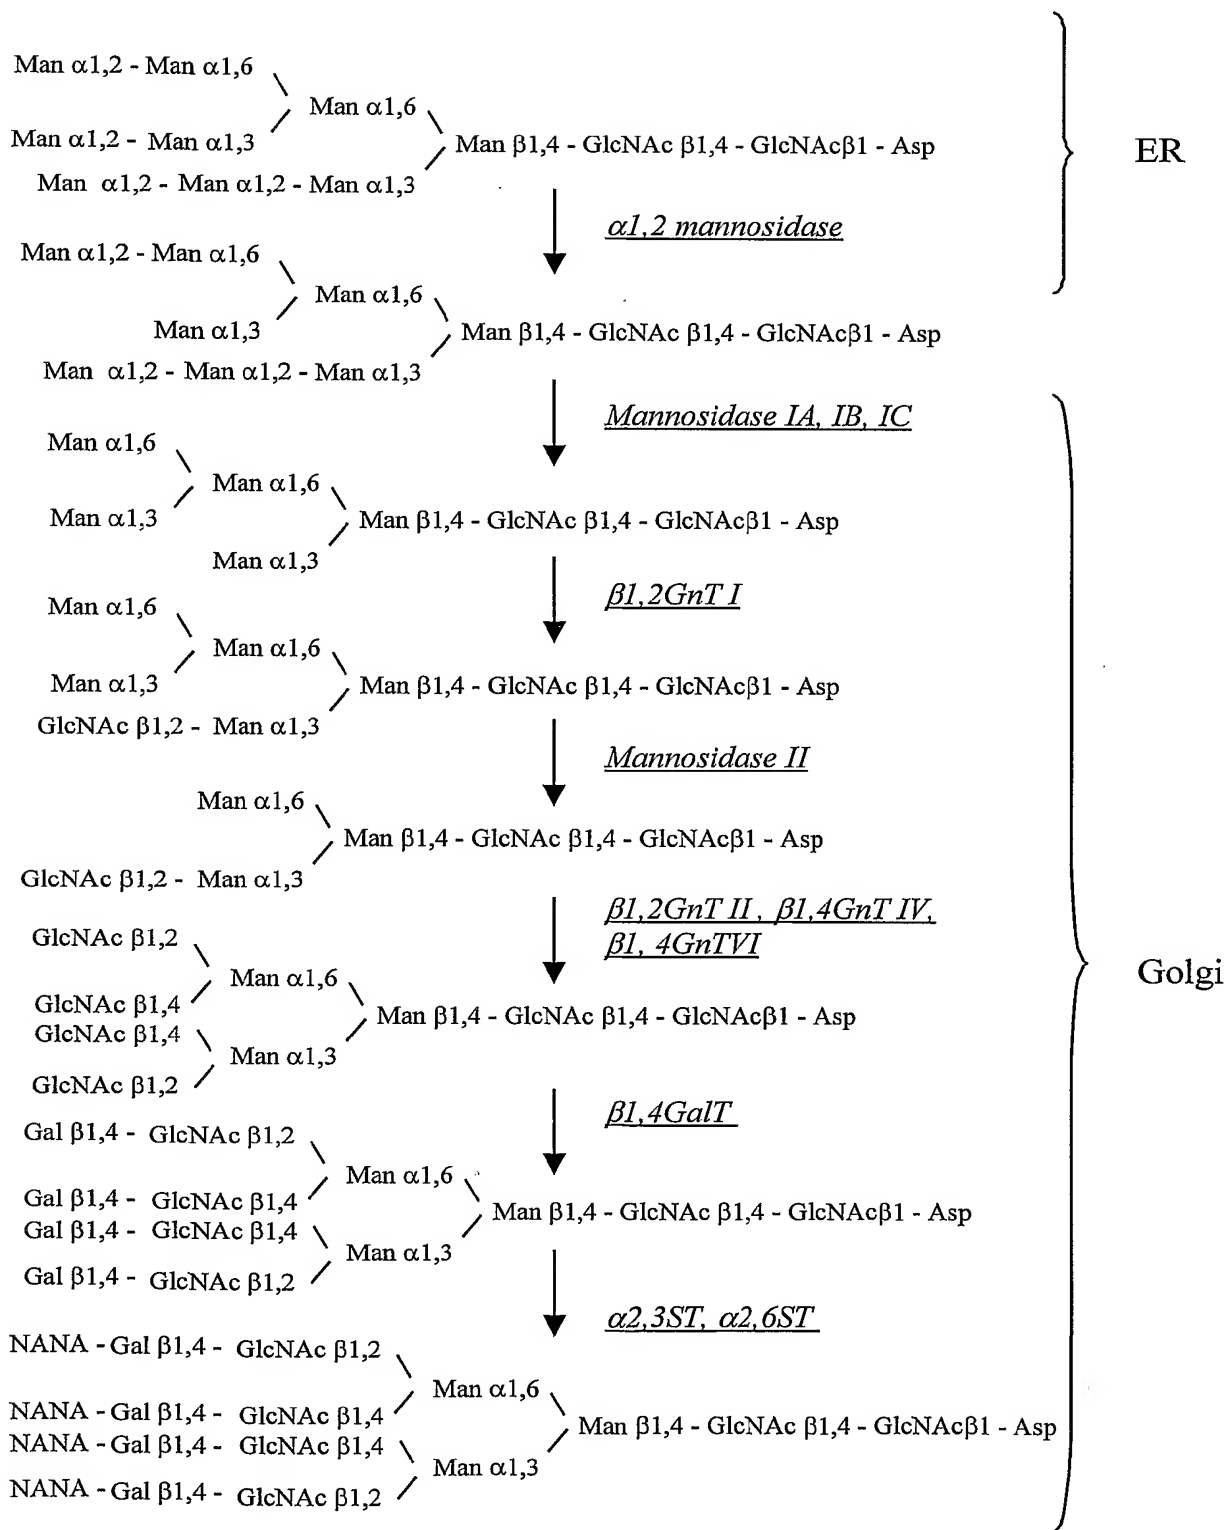 Man α1,2 - Man α1,6
Man α1,6
Man α1,2 - Man α1,3
Man β1,4 - GlcNAc β1,4 - GlcNAcβ1 - Asp
Man α1,2 - Man α1,2 - Man α1,3
ER
α1,2 mannosidase
Man α1,2 - Man α1,6
Man α1,6
Man α1,3
Man β1,4 - GlcNAc β1,4 - GlcNAcβ1 - Asp
Man α1,2 - Man α1,2 - Man α1,3
Mannosidase IA, IB, IC
Man α1,6
Man α1,6
Man α1,3
Man β1,4 - GlcNAc β1,4 - GlcNAcβ1 - Asp
Man α1,3
β1,2GnT I
Man α1,6
Man α1,6
Man α1,3
Man β1,4 - GlcNAc β1,4 - GlcNAcβ1 - Asp
GlcNAc β1,2 - Man α1,3
Mannosidase II
Man α1,6
Man β1,4 - GlcNAc β1,4 - GlcNAcβ1 - Asp
GlcNAc β1,2 - Man α1,3
β1,2GnT II , β1,4GnT IV,
β1, 4GnTVI
GlcNAc β1,2
Man α1,6
GlcNAc β1,4
Man β1,4 - GlcNAc β1,4 - GlcNAcβ1 - Asp
GlcNAc β1,4
Man α1,3
GlcNAc β1,2
Golgi
β1,4GalT
Gal β1,4 - GlcNAc β1,2
Man α1,6
Gal β1,4 - GlcNAc β1,4
Man β1,4 - GlcNAc β1,4 - GlcNAcβ1 - Asp
Gal β1,4 - GlcNAc β1,4
Man α1,3
Gal β1,4 - GlcNAc β1,2
α2,3ST, α2,6ST
NANA - Gal β1,4 - GlcNAc β1,2
Man α1,6
NANA - Gal β1,4 - GlcNAc β1,4
Man β1,4 - GlcNAc β1,4 - GlcNAcβ1 - Asp
NANA - Gal β1,4 - GlcNAc β1,4
Man α1,3
NANA - Gal β1,4 - GlcNAc β1,2